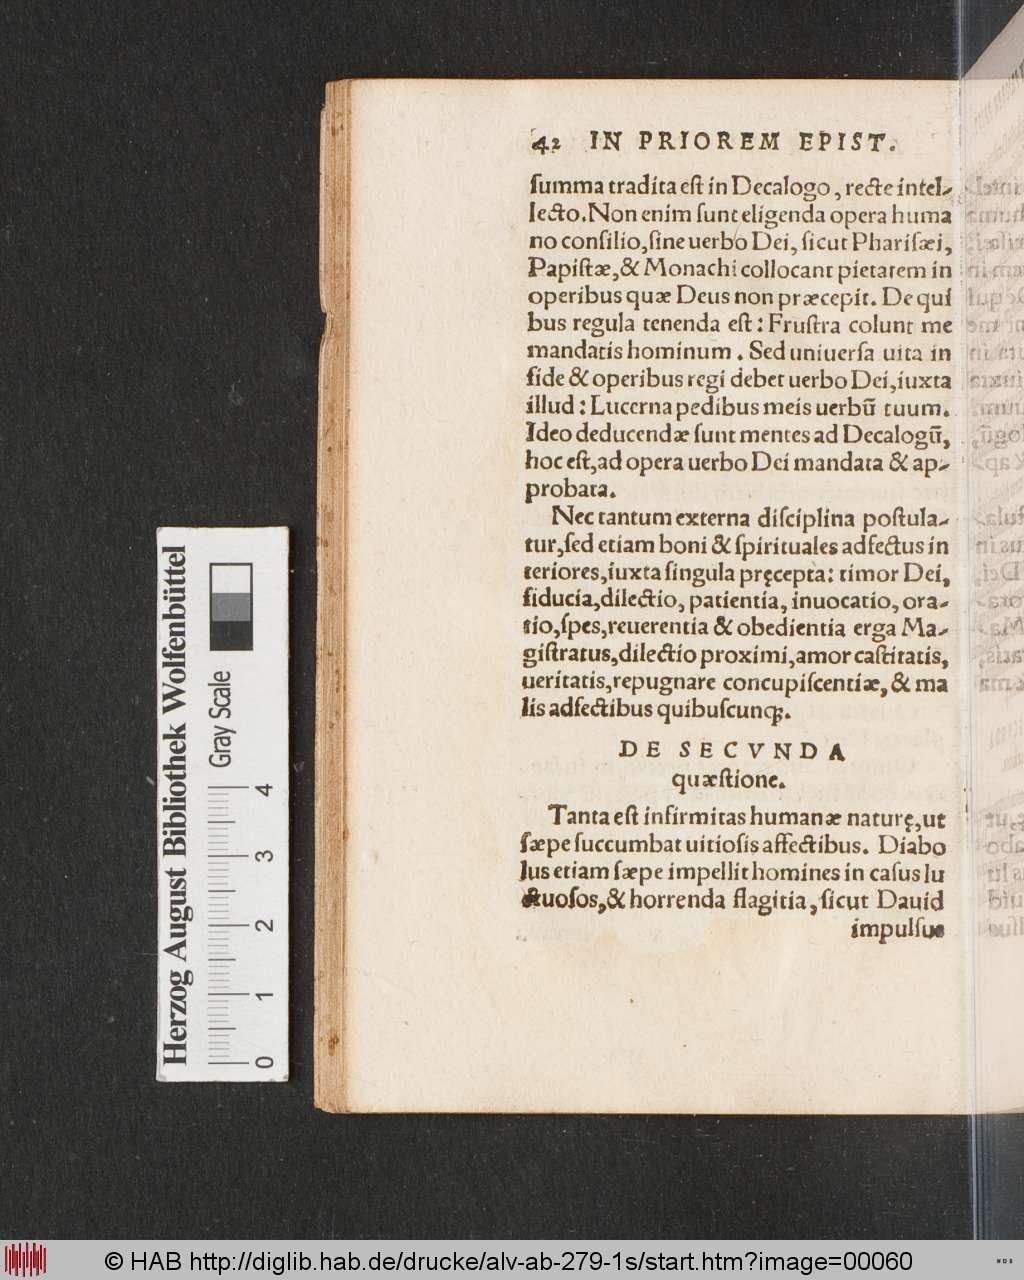 42 IN PRIOREM EPIST.
ſumma tradita eſt in Decalogo, recte intel-
lecto. Non enim ſunt eligenda opera huma
no conſilio, ſine uerbo Dei, ſicut Phariſæi,
Papiſtæ, & Monachi collocant pietatem in
operibus quæ Deus non præcepit. De qui
bus regula tenenda eſt: Fruſtra colunt me
mandatis hominum. Sed uniuerſa uita in
fide & operibus regi debet uerbo Dei, iuxta
illud: Lucerna pedibus meis uerbū tuum.
Ideo deducendæ ſunt mentes ad Decalogū,
hoc eſt, ad opera uerbo Dei mandata & ap-
probata.
Nec tantum externa diſciplina poſtula-
tur, ſed etiam boni & ſpirituales adfectus in
teriores, iuxta ſingula pręcepta: timor Dei,
fiducia, dilectio, patientia, inuocatio, ora-
tio, ſpes, reuerentia & obedientia erga Ma-
giſtratus, dilectio proximi, amor caſtitatis,
ueritatis, repugnare concupiſcentiæ, & ma
lis adfectibus quibuſcunq;.
DE SECVNDA
quæſtione.
Tanta eſt infirmitas humanæ naturę, ut
ſæpe ſuccumbat uitioſis affectibus. Diabo
lus etiam ſæpe impellit homines in caſus lu
ctuoſos, & horrenda flagitia, ſicut Dauid
impulſus
Herzog August Bibliothek Wolfenbüttel
Gray Scale
0 1 2 3 4
© HAB http://diglib.hab.de/drucke/alv-ab-279-1s/start.htm?image=00060